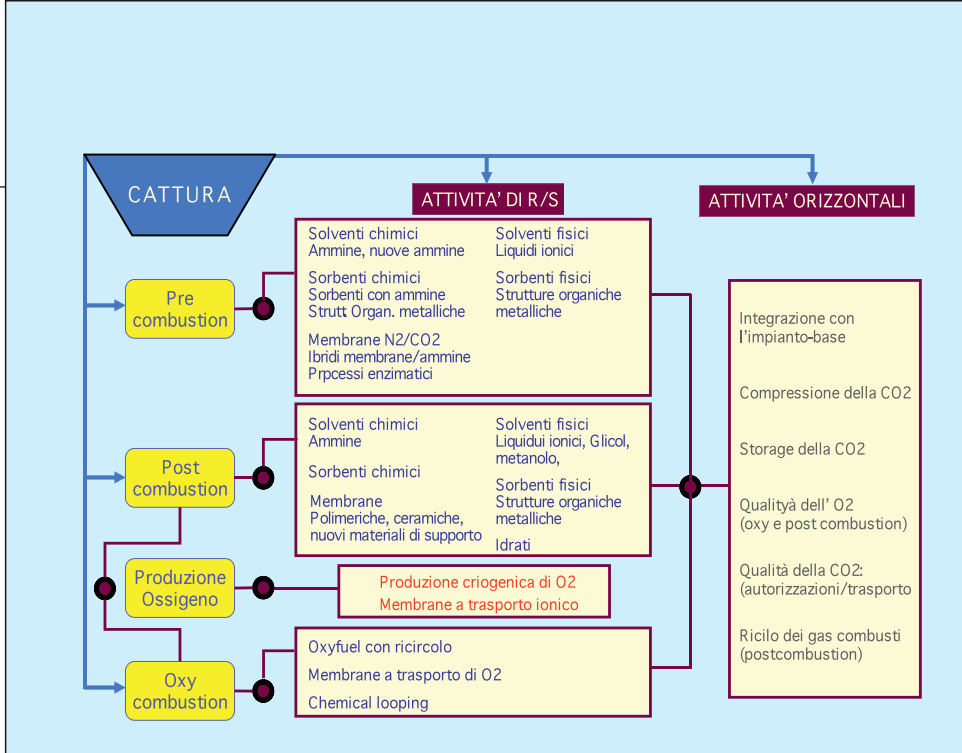 CATTURA
ATTIVITA' DI R/S
ATTIVITA' ORIZZONTALI
Pre
combustion
Solventi chimici
Ammine, nuove ammine
Sorbenti chimici
Sorbenti con ammine
Strutt. Organ. metalliche
Membrane N2/CO2
Ibridi membrane/ammine
Prpcessi enzimatici
Solventi fisici
Liquidi ionici
Sorbenti fisici
Strutture organiche
metalliche
Post
combustion
Solventi chimici
Ammine
Sorbenti chimici
Membrane
Polimeriche, ceramiche,
nuovi materiali di supporto
Solventi fisici
Liquidui ionici, Glicol,
metanolo,
Sorbenti fisici
Strutture organiche
metalliche
Idrati
Produzione
Ossigeno
Produzione criogenica di O2
Membrane a trasporto ionico
Oxy
combustion
Oxyfuel con ricircolo
Membrane a trasporto di O2
Chemical looping
Integrazione con
l'impianto-base
Compressione della CO2
Storage della CO2
Qualityà dell' O2
(oxy e post combustion)
Qualità della CO2:
(autorizzazioni/trasporto
Ricilo dei gas combusti
(postcombustion)